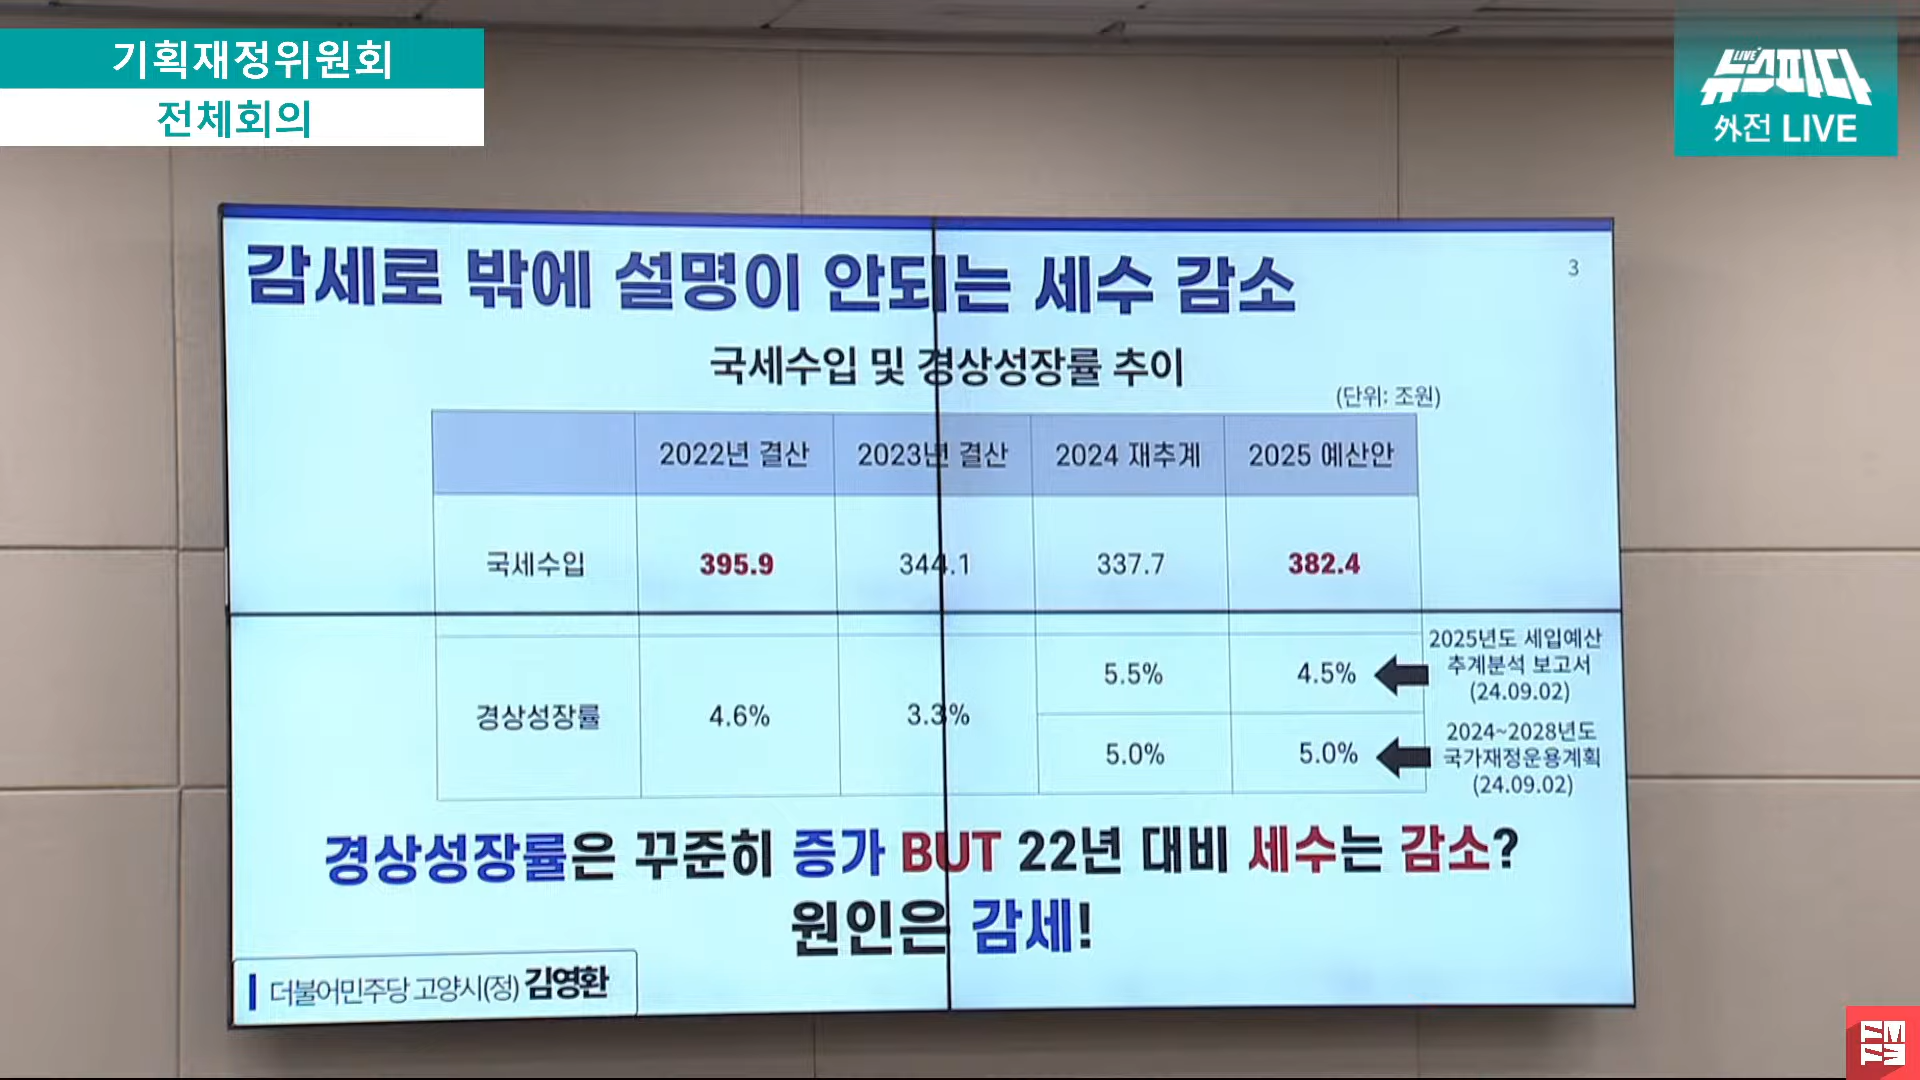 기획재정위원회
전체회의
LIVE
뉴스피다
外전 LIVE
감세로 밖에 설명이 안되는 세수 감소
3
국세수입 및 경상성장률 추이
(단위: 조원)
2022년 결산 2023년 결산 2024 재추계 2025 예산안
국세수입 395.9 344.1 337.7 382.4
5.5% 4.5%
경상성장률 4.6% 3.3%
5.0% 5.0%
2025년도 세입예산
추계분석 보고서
(24.09.02)
2024~2028년도
국가재정운용계획
(24.09.02)
경상성장률은 꾸준히 증가 BUT 22년 대비 세수는 감소?
원인은 감세!
더불어민주당 고양시(정) 김영환